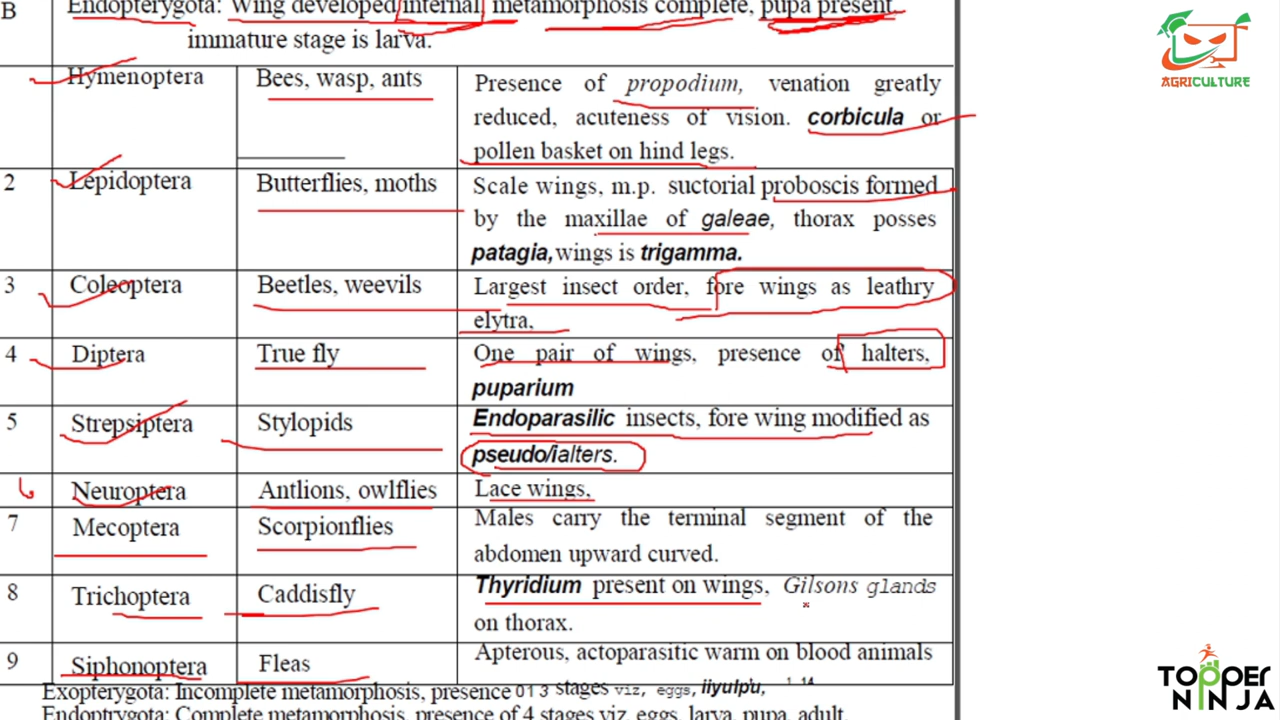 B Endopterygota: Wing developed internal metamorphosis complete, pupa present
immature stage is larva.
Hymenoptera Bees, wasp, ants Presence of propodium, venation greatly
reduced, acuteness of vision. corbicula or
pollen basket on hind legs.
2 Lepidoptera Butterflies, moths Scale wings, m.p. suctorial proboscis formed
by the maxillae of galeae, thorax posses
patagia, wings is trigamma.
3 Coleoptera Beetles, weevils Largest insect order, fore wings as leathry
elytra,
4 Diptera True fly One pair of wings, presence of halters,
puparium
5 Strepsiptera Stylopids Endoparasilic insects, fore wing modified as
pseudo/ialters.
6 Neuroptera Antlions, owlflies Lace wings,
7 Mecoptera Scorpionflies Males carry the terminal segment of the
abdomen upward curved.
8 Trichoptera Caddisfly Thyridium present on wings, Gilsons glands
on thorax.
9 Siphonoptera Fleas Apterous, actoparasitic warm on blood animals
Exopterygota: Incomplete metamorphosis, presence 013 stages viz, eggs,
Endoptrygota: Complete metamorphosis, presence of 4 stages viz, eggs, larva, pupa, adult.
AGRICULTURE
TOPPER
NINJA